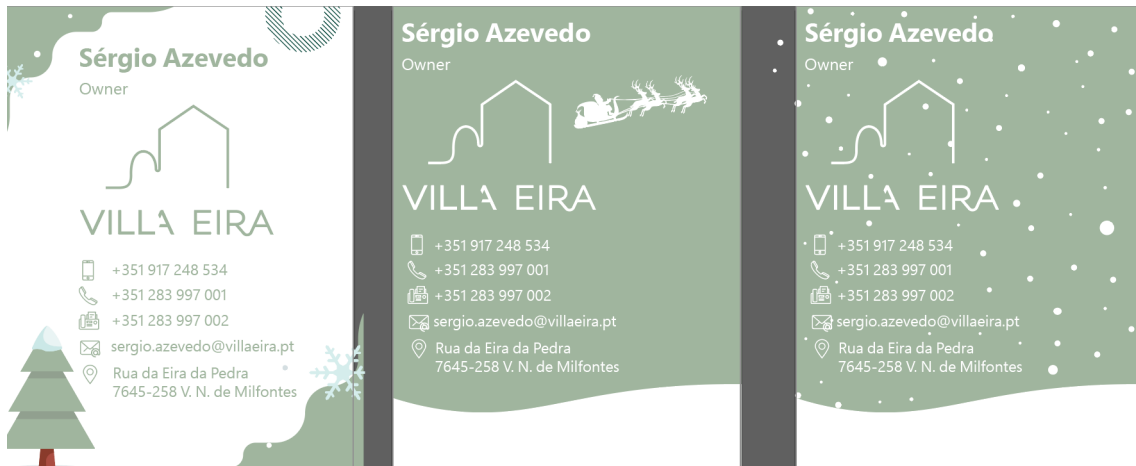 Sérgio Azevedo
Owner
VILLA EIRA
+351 917 248 534
+351 283 997 001
+351 283 997 002
sergio.azevedo@villaeira.pt
Rua da Eira da Pedra
7645-258 V. N. de Milfontes
Sérgio Azevedo
Owner
VILLA EIRA
+351 917 248 534
+351 283 997 001
+351 283 997 002
sergio.azevedo@villaeira.pt
Rua da Eira da Pedra
7645-258 V. N. de Milfontes
Sérgio Azevedo
Owner
VILLA EIRA
+351 917 248 534
+351 283 997 001
+351 283 997 002
sergio.azevedo@villaeira.pt
Rua da Eira da Pedra
7645-258 V. N. de Milfontes